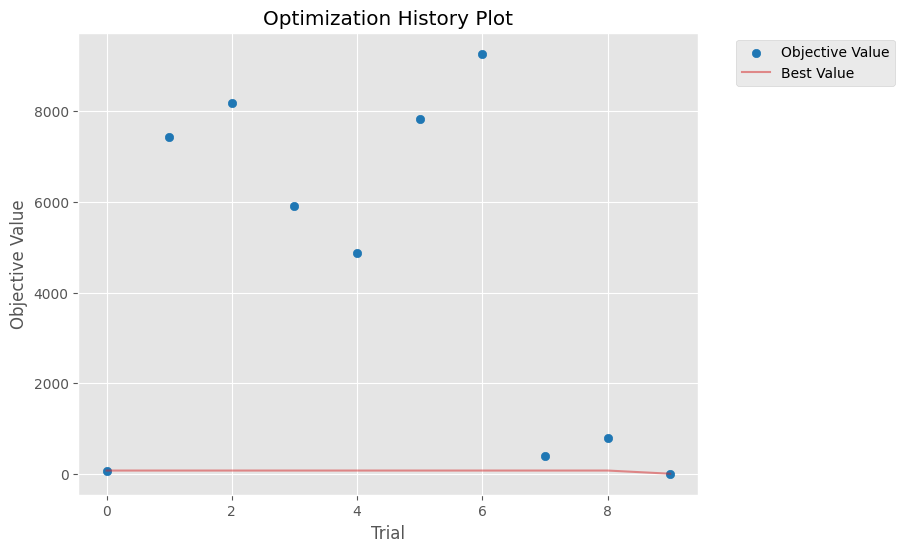 Optimization History Plot
Objective Value
Best Value
Objective Value
8000
6000
4000
2000
0
0 2 4 6 8
Trial